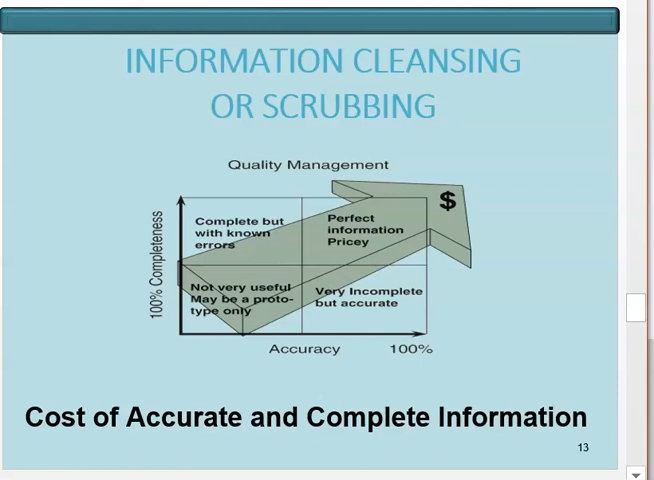 INFORMATION CLEANSING
OR SCRUBBING
Quality Management
$
100% Completeness
Complete but
with known
errors
Perfect
information
Pricey
Not very useful
May be a proto-
type only
Very Incomplete
but accurate
Accuracy 100%
Cost of Accurate and Complete Information
13